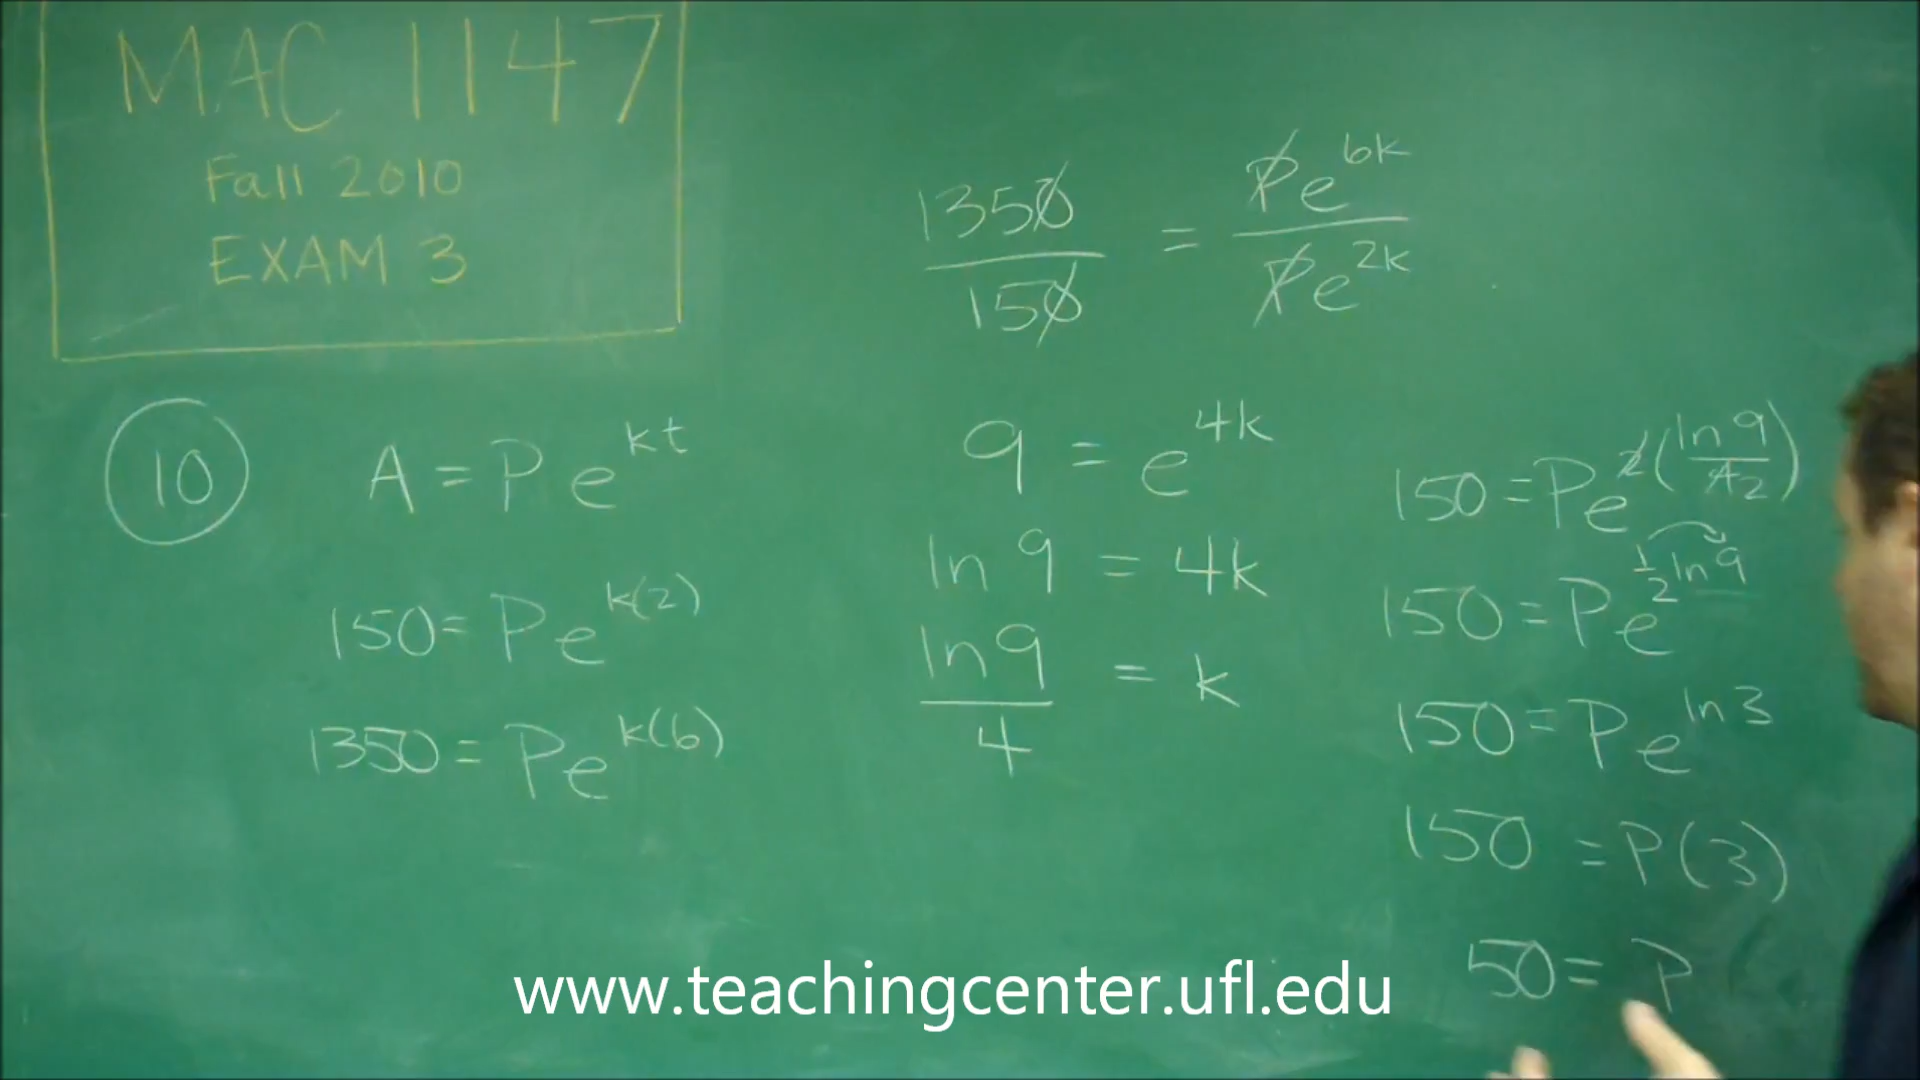 MAC 1147
Fall 2010
EXAM 3
10
A = Pe^{kt}
150 = Pe^{k(2)}
1350 = Pe^{k(6)}
1350/150 = Pe^{6k}/Pe^{2k}
9 = e^{4k}
ln 9 = 4k
ln 9/4 = k
150 = Pe^{2(ln 9/4 2)}
150 = Pe^{1/2 ln 9}
150 = Pe^{ln 3}
150 = P(3)
50 = P
www.teachingcenter.ufl.edu